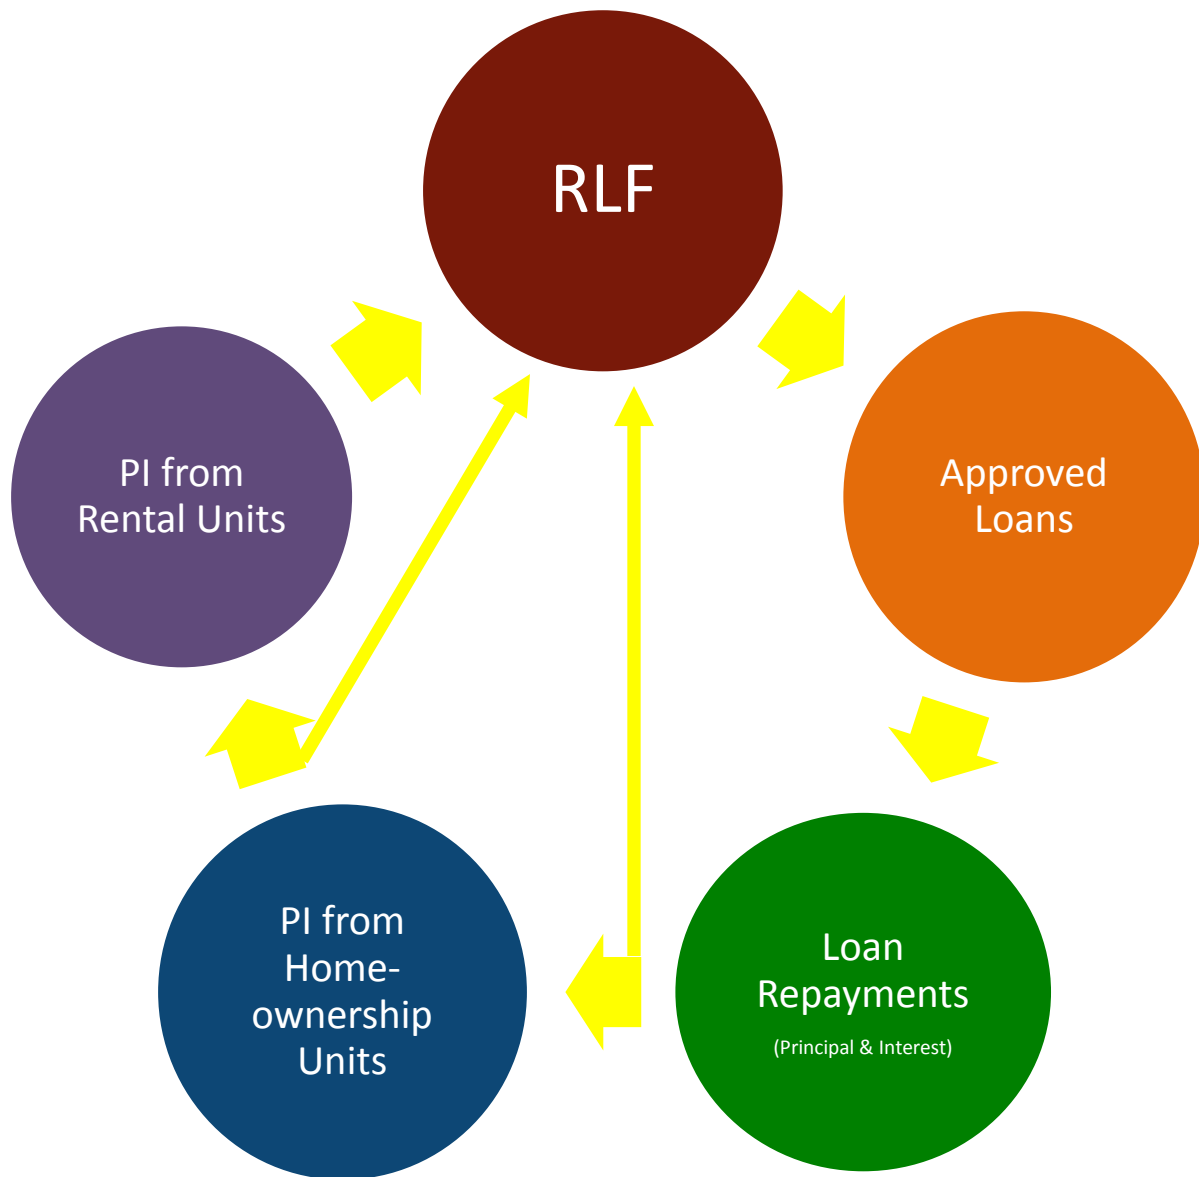 RLF
PI from
Rental Units
Approved
Loans
PI from
Home-
ownership
Units
Loan
Repayments
(Principal & Interest)